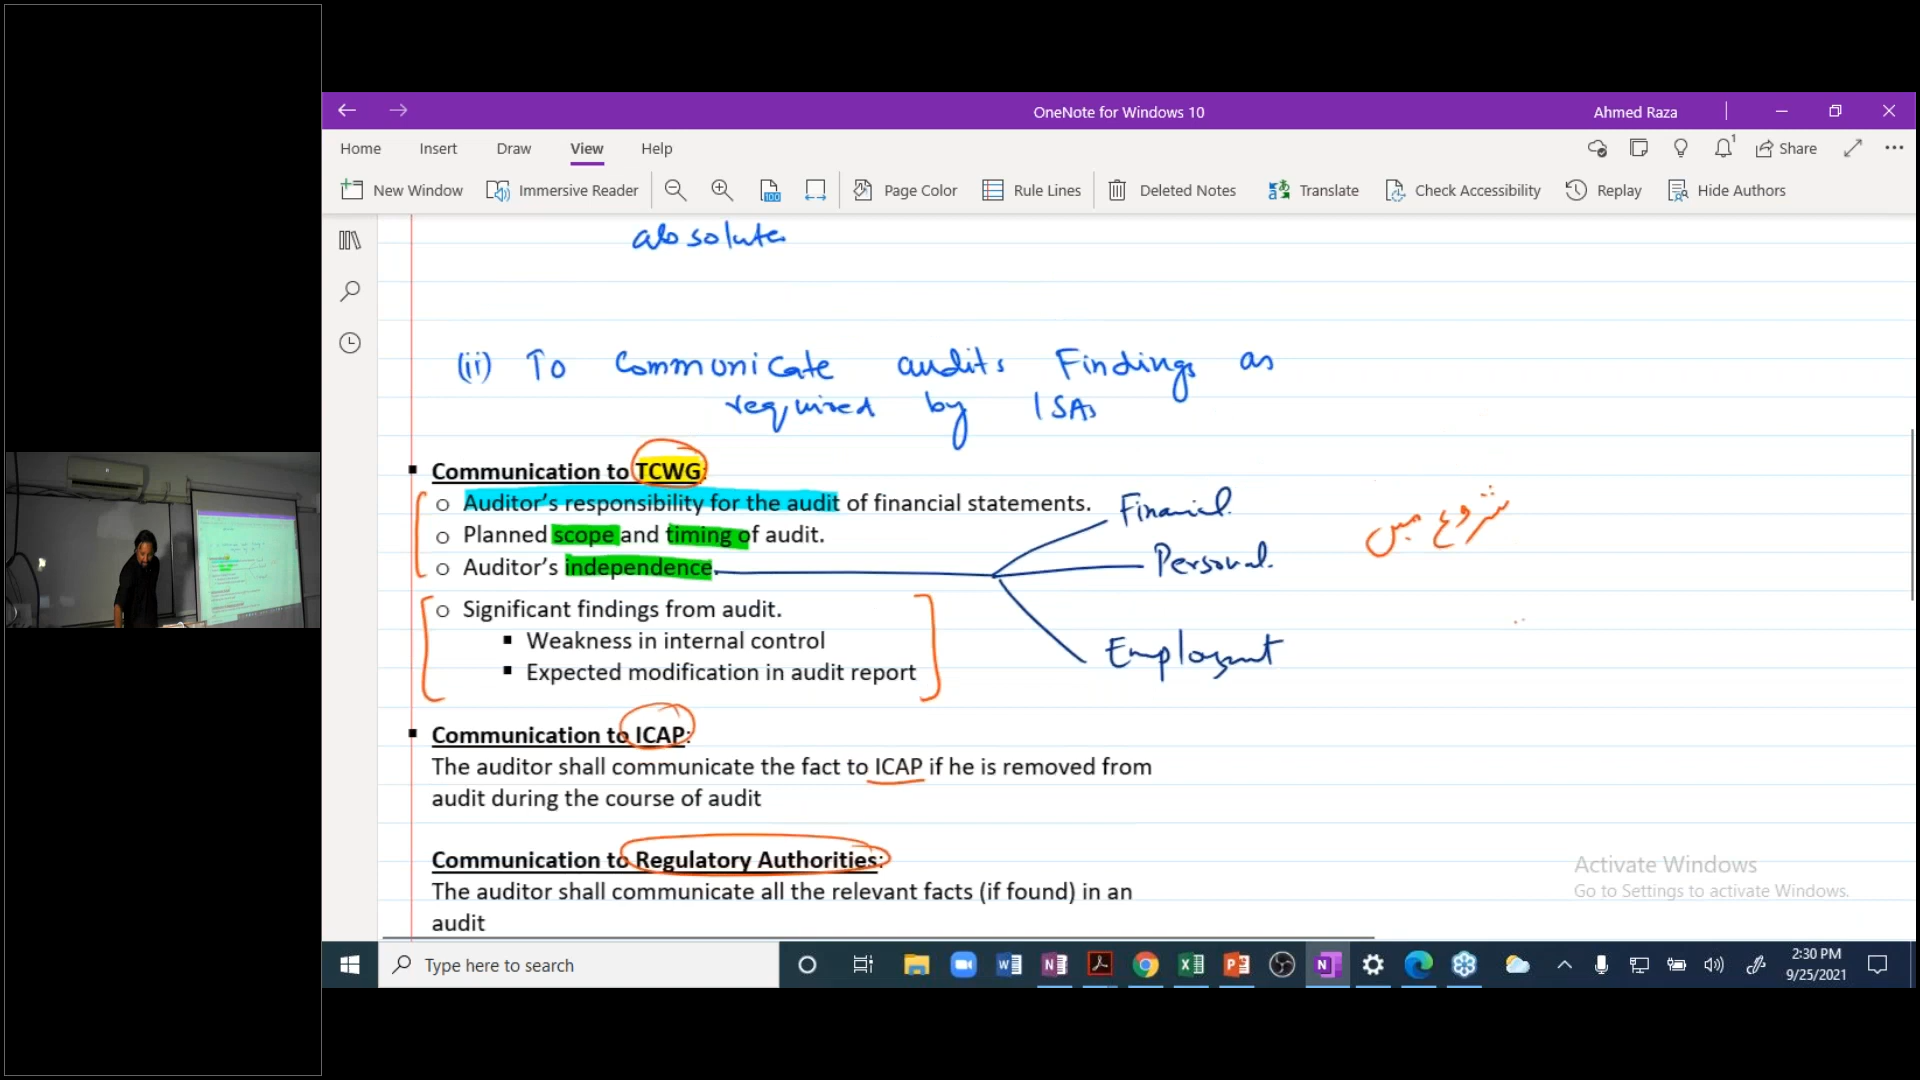 OneNote for Windows 10
Ahmed Raza
Home Insert Draw View Help
1 Share
New Window Immersive Reader 100 Page Color Rule Lines Deleted Notes Translate Check Accessibility Replay Hide Authors
absolute
(ii) To Communicate audits Findings as
required by ISAs
Communication to TCWG:
Auditor's responsibility for the audit of financial statements.
Planned scope and timing of audit.
Auditor's independence.
Financial.
Personal.
Employment
شروع میں
Significant findings from audit.
Weakness in internal control
Expected modification in audit report
Communication to ICAP:
The auditor shall communicate the fact to ICAP if he is removed from
audit during the course of audit
Communication to Regulatory Authorities:
The auditor shall communicate all the relevant facts (if found) in an
audit
Activate Windows
Go to Settings to activate Windows.
Type here to search
2:30 PM
9/25/2021